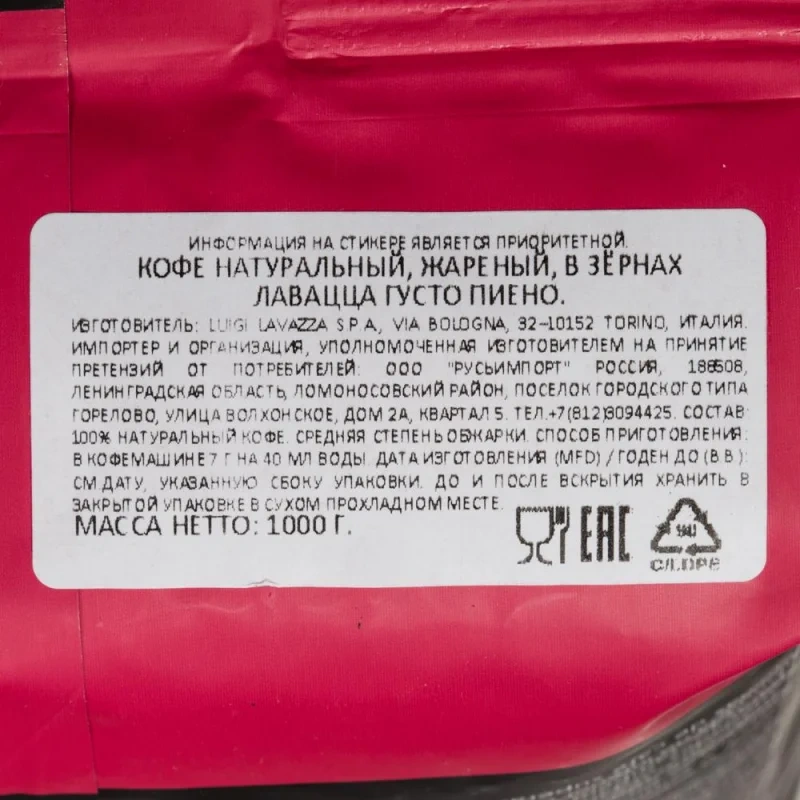 ИНФОРМАЦИЯ НА СТИКЕРЕ ЯВЛЯЕТСЯ ПРИОРИТЕТНОЙ.
КОФЕ НАТУРАЛЬНЫЙ, ЖАРЕНЫЙ, В ЗЁРНАХ
ЛАВАЦЦА ГУСТО ПИЕНО.
ИЗГОТОВИТЕЛЬ: LUIGI LAVAZZA S.P.A, VIA BOLOGNA, 32-10152 TORINO, ИТАЛИЯ.
ИМПОРТЕР И ОРГАНИЗАЦИЯ, УПОЛНОМОЧЕННАЯ ИЗГОТОВИТЕЛЕМ НА ПРИНЯТИЕ
ПРЕТЕНЗИЙ ОТ ПОТРЕБИТЕЛЕЙ: ООО "РУСЬИМПОРТ" РОССИЯ, 188508,
ЛЕНИНГРАДСКАЯ ОБЛАСТЬ, ЛОМОНОСОВСКИЙ РАЙОН, ПОСЕЛОК ГОРОДСКОГО ТИПА
ГОРЕЛОВО, УЛИЦА ВОЛХОНСКОЕ, ДОМ 2А, КВАРТАЛ 5. ТЕЛ.+7(812)3094425. СОСТАВ:
100% НАТУРАЛЬНЫЙ КОФЕ. СРЕДНЯЯ СТЕПЕНЬ ОБЖАРКИ. СПОСОБ ПРИГОТОВЛЕНИЯ:
В КОФЕМАШИНЕ 7 Г НА 40 МЛ ВОДЫ. ДАТА ИЗГОТОВЛЕНИЯ (MFD) / ГОДЕН ДО (B.B.):
СМ.ДАТУ, УКАЗАННУЮ СБОКУ УПАКОВКИ. ДО И ПОСЛЕ ВСКРЫТИЯ ХРАНИТЬ В
ЗАКРЫТОЙ УПАКОВКЕ В СУХОМ ПРОХЛАДНОМ МЕСТЕ.
МАССА НЕТТО: 1000 Г.
EAC